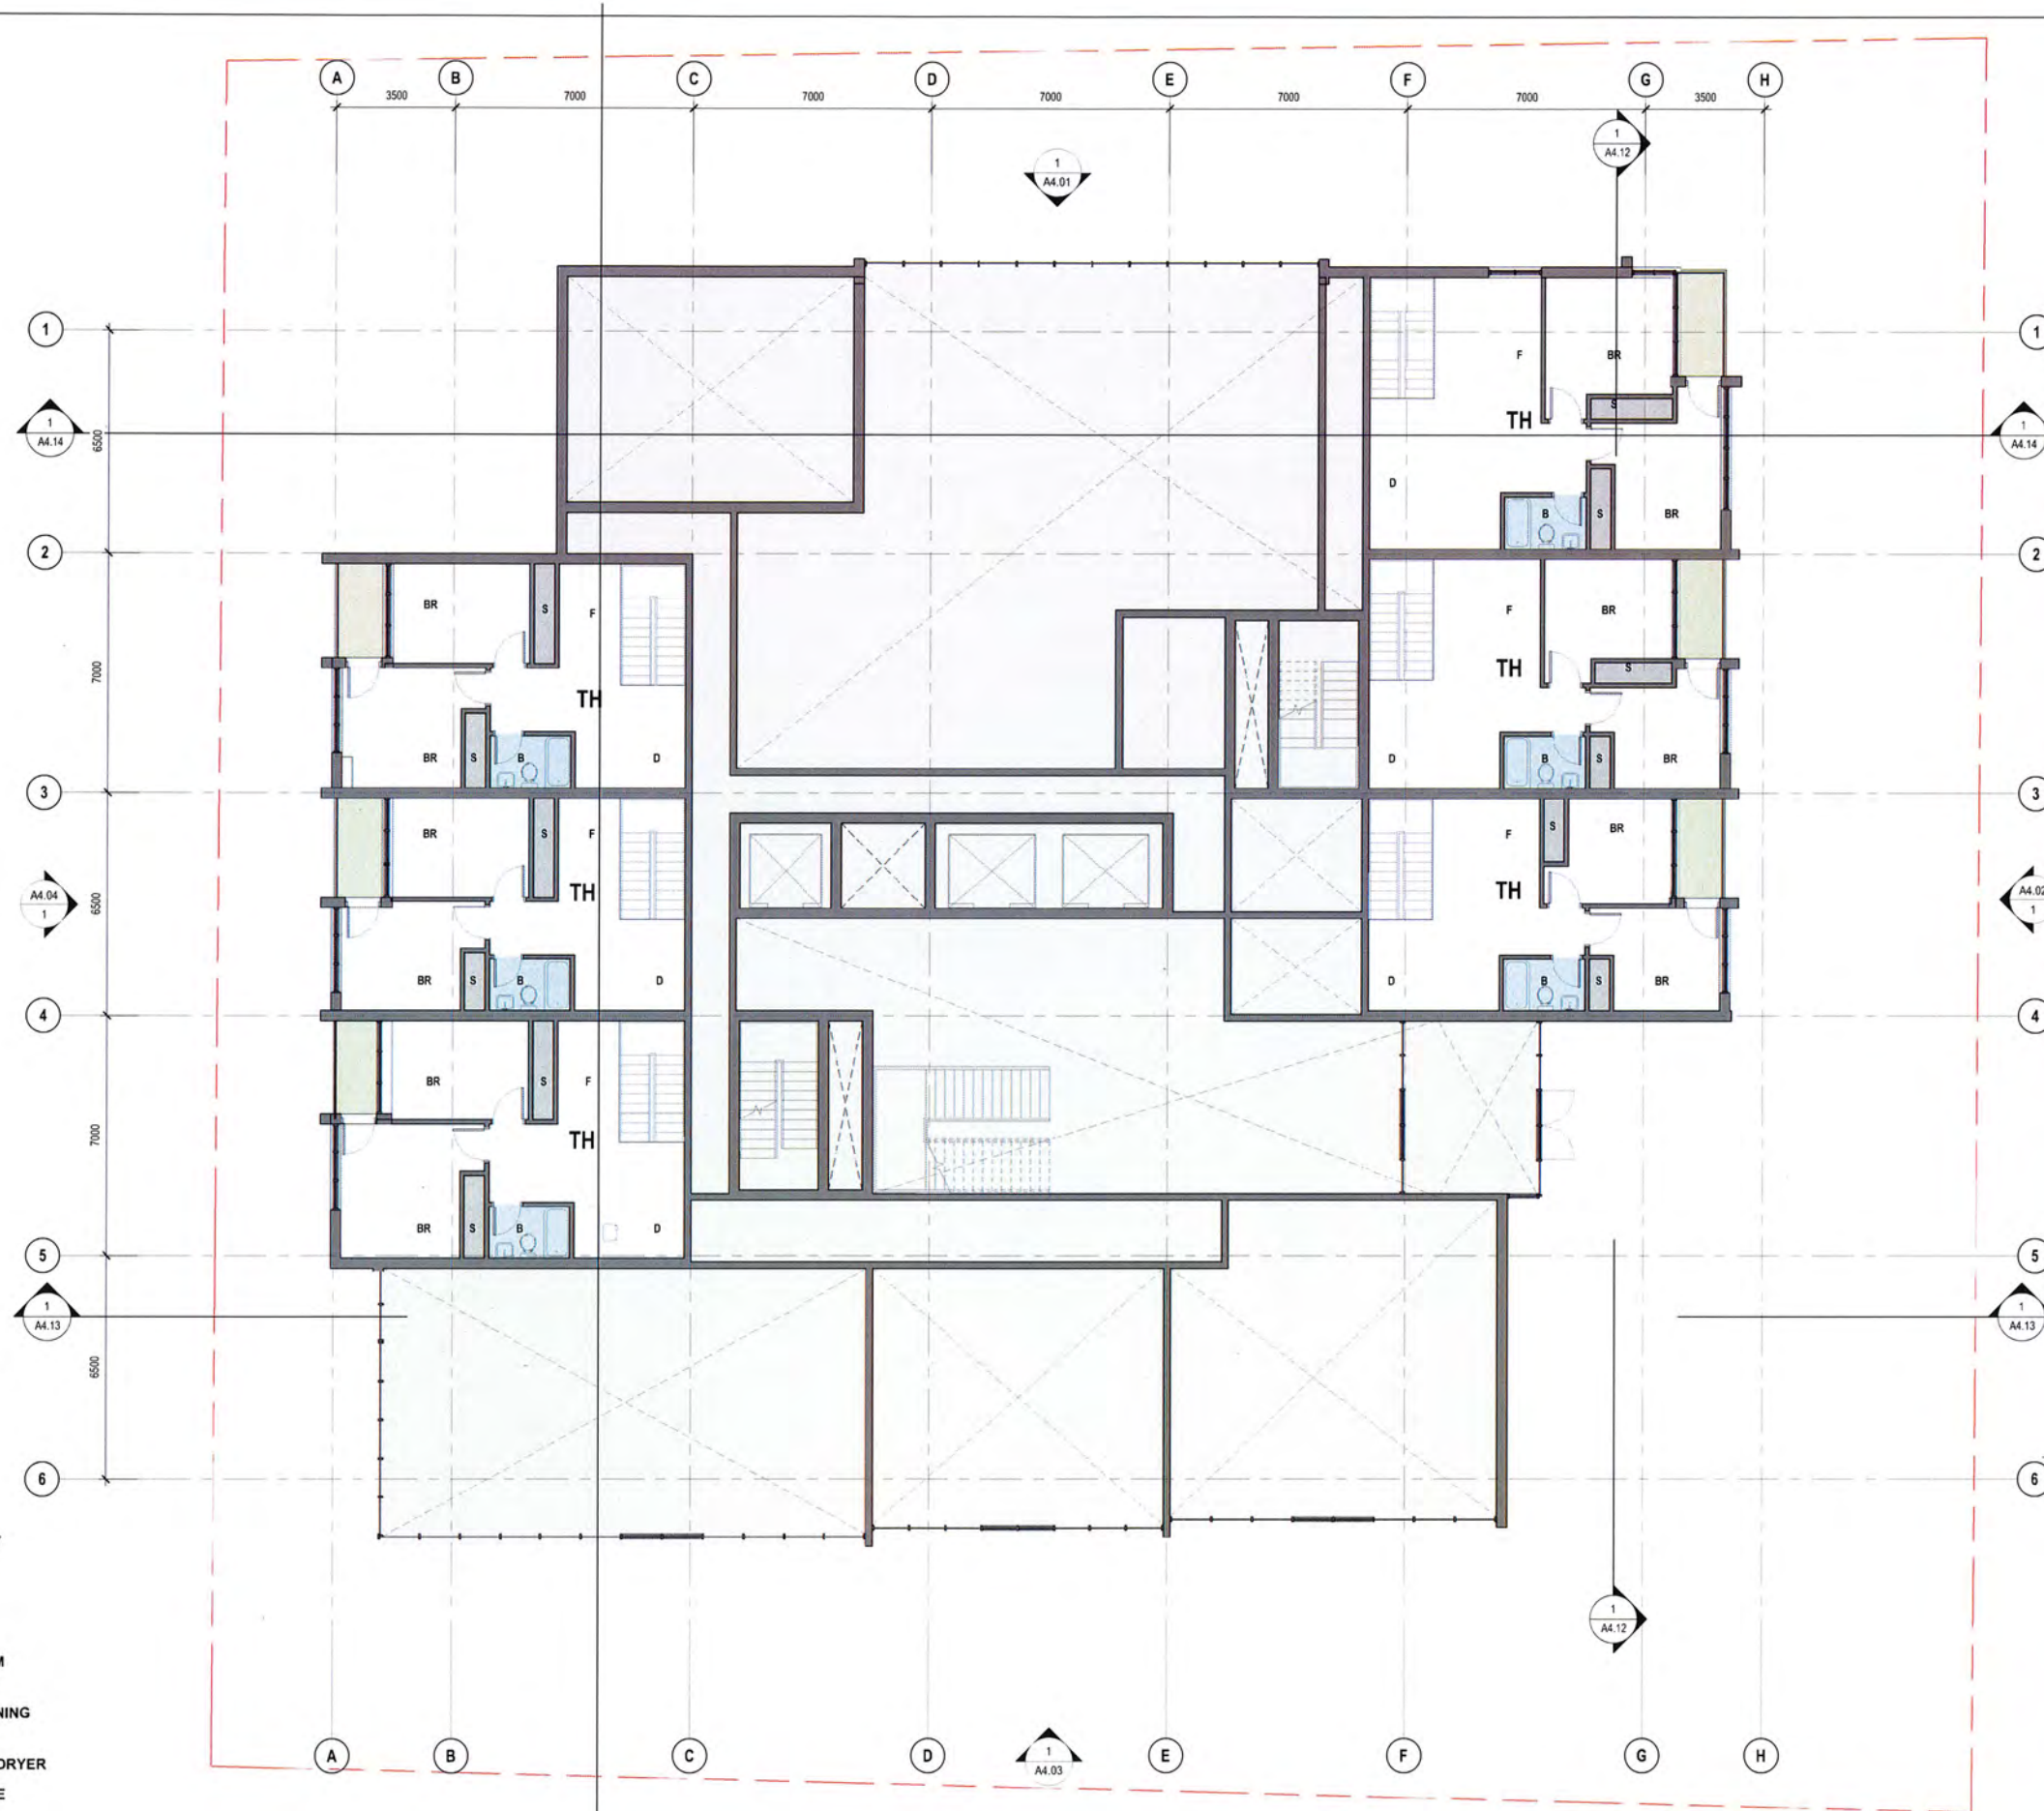 A B C D E F G H
3500 7000 7000 7000 7000 7000 3500
1
A4.12
1
A4.01
1 1
F BR
S
1
A4.14
6500
TH
1
A4.14
D B S BR
2 2
BR S F F BR
7000
TH TH S
BR S B D D B S BR
3 3
BR S F F S BR
A4.04
1
6500
TH TH
A4.02
1
BR S B D D B S BR
4 4
BR S F
7000
TH
BR S B D
5 5
1
A4.13
1
A4.13
6500
6 6
1
A4.12
NING
DRYER
A B C D E F G H
1
A4.03